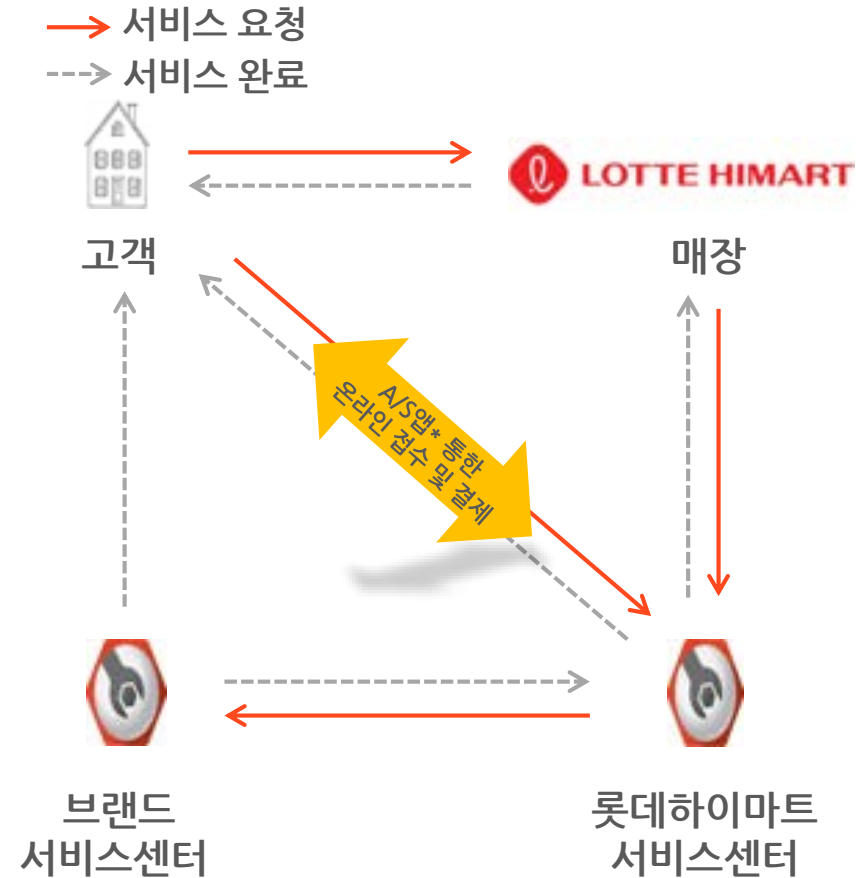 서비스 요청
서비스 완료
LOTTE HIMART
고객
매장
A/S앱* 통한
온라인 접수 및 결제
브랜드
서비스센터
롯데하이마트
서비스센터